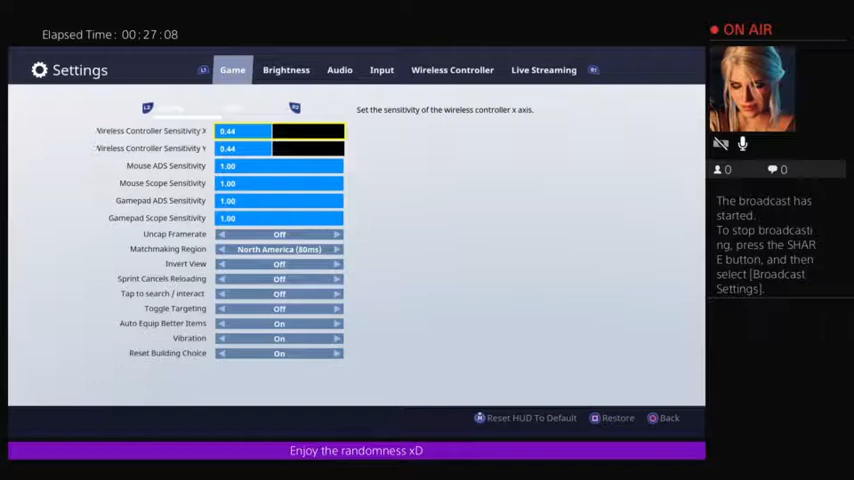 Elapsed Time : 00:27:08
ON AIR
Settings
L1
Game
Brightness
Audio
Input
Wireless Controller
Live Streaming
R1
L2
R2
Set the sensitivity of the wireless controller x axis.
Wireless Controller Sensitivity X 0.44
Wireless Controller Sensitivity Y 0.44
Mouse ADS Sensitivity 1.00
Mouse Scope Sensitivity 1.00
Gamepad ADS Sensitivity 1.00
Gamepad Scope Sensitivity 1.00
Uncap Framerate Off
Matchmaking Region North America (80ms)
Invert View Off
Sprint Cancels Reloading Off
Tap to search / interact Off
Toggle Targeting Off
Auto Equip Better Items On
Vibration On
Reset Building Choice On
0 0
The broadcast has
started.
To stop broadcasti
ng, press the SHAR
E button, and then
select [Broadcast
Settings].
Reset HUD To Default Restore Back
Enjoy the randomness xD